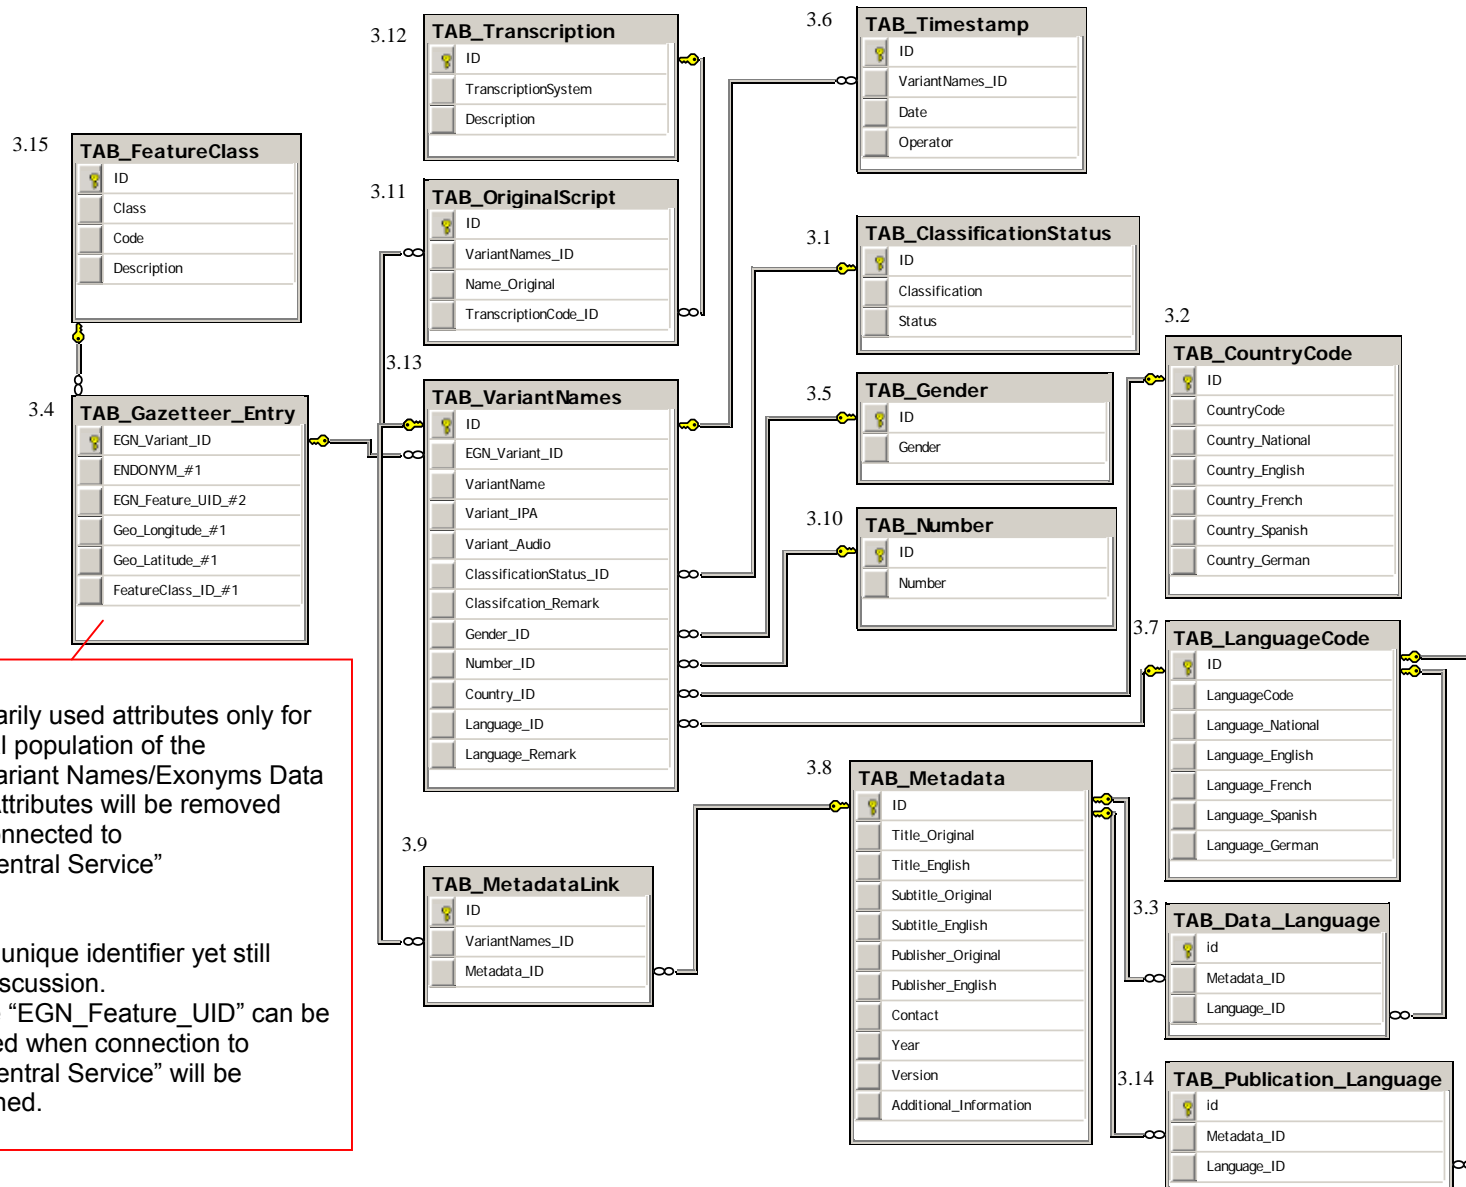 3.12
TAB_Transcription
ID
TranscriptionSystem
Description
3.6
TAB_Timestamp
ID
VariantNames_ID
Date
Operator
3.15
TAB_FeatureClass
ID
Class
Code
Description
3.11
TAB_OriginalScript
ID
VariantNames_ID
Name_Original
TranscriptionCode_ID
3.1
TAB_ClassificationStatus
ID
Classification
Status
3.2
TAB_CountryCode
ID
CountryCode
Country_National
Country_English
Country_French
Country_Spanish
Country_German
3.4
TAB_Gazetteer_Entry
EGN_Variant_ID
ENDONYM_#1
EGN_Feature_UID_#2
Geo_Longitude_#1
Geo_Latitude_#1
FeatureClass_ID_#1
3.13
TAB_VariantNames
ID
EGN_Variant_ID
VariantName
Variant_IPA
Variant_Audio
ClassificationStatus_ID
Classifcation_Remark
Gender_ID
Number_ID
Country_ID
Language_ID
Language_Remark
3.5
TAB_Gender
ID
Gender
3.10
TAB_Number
ID
Number
3.7
TAB_LanguageCode
ID
LanguageCode
Language_National
Language_English
Language_French
Language_Spanish
Language_German
arily used attributes only for
l population of the
ariant Names/Exonyms Data
Attributes will be removed
onnected to
entral Service”
unique identifier yet still
scussion.
“EGN_Feature_UID” can be
ed when connection to
entral Service” will be
ned.
3.9
TAB_MetadataLink
ID
VariantNames_ID
Metadata_ID
3.8
TAB_Metadata
ID
Title_Original
Title_English
Subtitle_Original
Subtitle_English
Publisher_Original
Publisher_English
Contact
Year
Version
Additional_Information
3.3
TAB_Data_Language
id
Metadata_ID
Language_ID
3.14
TAB_Publication_Language
id
Metadata_ID
Language_ID